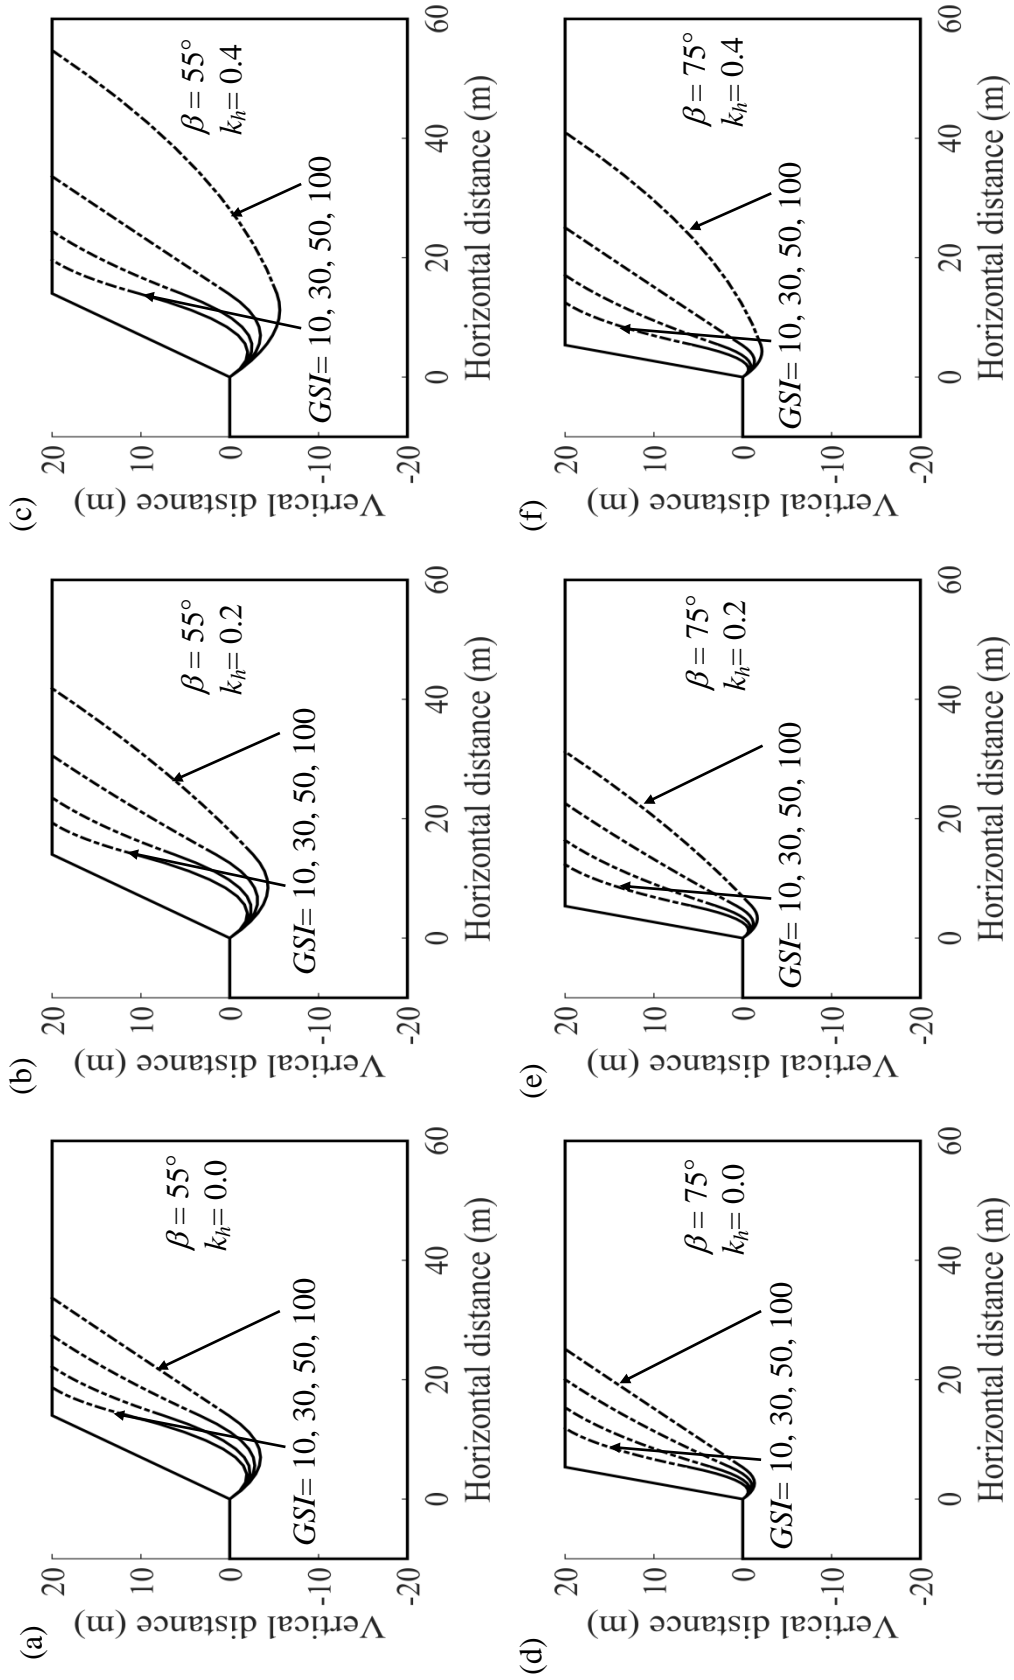 (a)
20
10
0
-10
-20
Vertical distance (m)
0
20
40
60
Horizontal distance (m)
β = 55°
kh= 0.0
GSI= 10, 30, 50, 100
(b)
20
10
0
-10
-20
Vertical distance (m)
0
20
40
60
Horizontal distance (m)
β = 55°
kh= 0.2
GSI= 10, 30, 50, 100
(c)
20
10
0
-10
-20
Vertical distance (m)
0
20
40
60
Horizontal distance (m)
β = 55°
kh= 0.4
GSI= 10, 30, 50, 100
(d)
20
10
0
-10
-20
Vertical distance (m)
0
20
40
60
Horizontal distance (m)
β = 75°
kh= 0.0
GSI= 10, 30, 50, 100
(e)
20
10
0
-10
-20
Vertical distance (m)
0
20
40
60
Horizontal distance (m)
β = 75°
kh= 0.2
GSI= 10, 30, 50, 100
(f)
20
10
0
-10
-20
Vertical distance (m)
0
20
40
60
Horizontal distance (m)
β = 75°
kh= 0.4
GSI= 10, 30, 50, 100